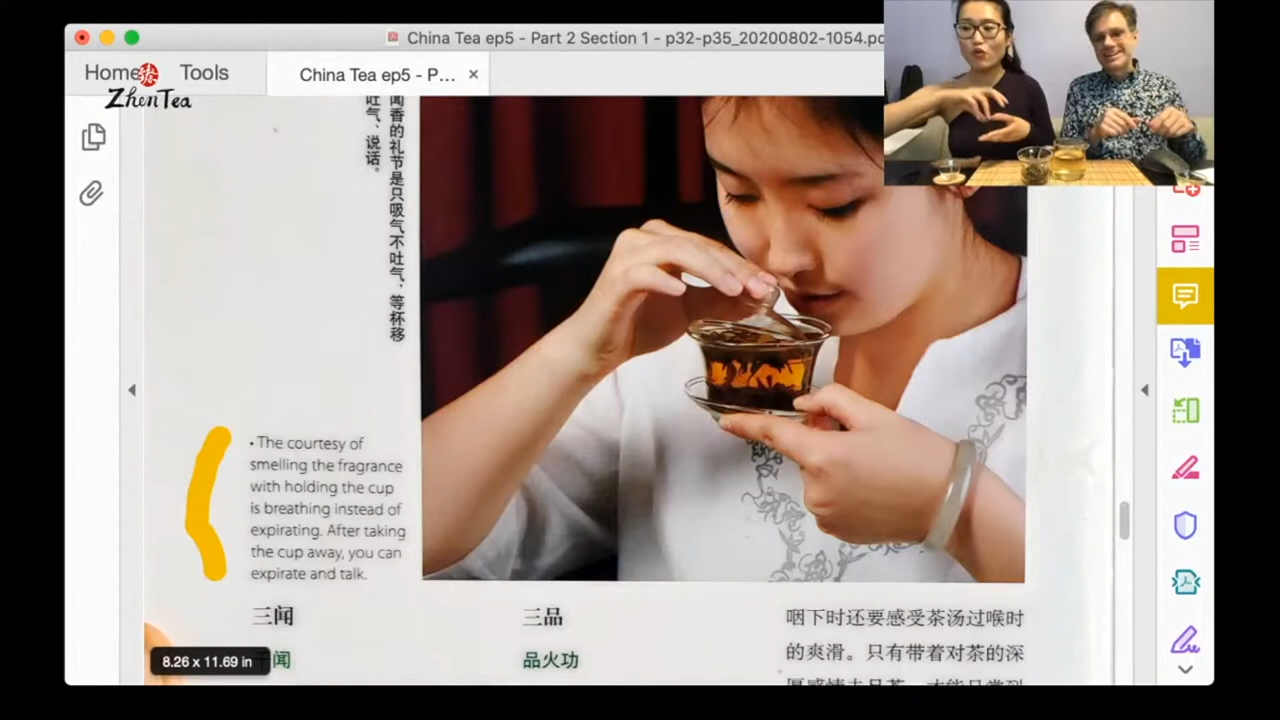 China Tea ep5 - Part 2 Section 1 - p32-p35_20200802-1054.pd
Home
Tools
China Tea ep5 - P...
ZhenTea
闻香的礼节是只吸气不吐气，等杯移
吐气、说话。
• The courtesy of
smelling the fragrance
with holding the cup
is breathing instead of
expirating. After taking
the cup away, you can
expirate and talk.
三闻
三品
咽下时还要感受茶汤过喉时
的爽滑。只有带着对茶的深
闻
品火功
8.26 x 11.69 in